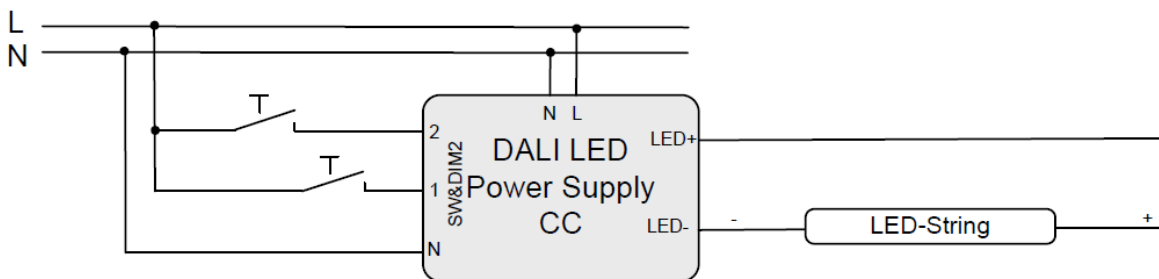 L
N
T
T
N L
2
1
N
SW&DIM2
DALI LED
Power Supply
CC
LED+
LED-
-
LED-String
+